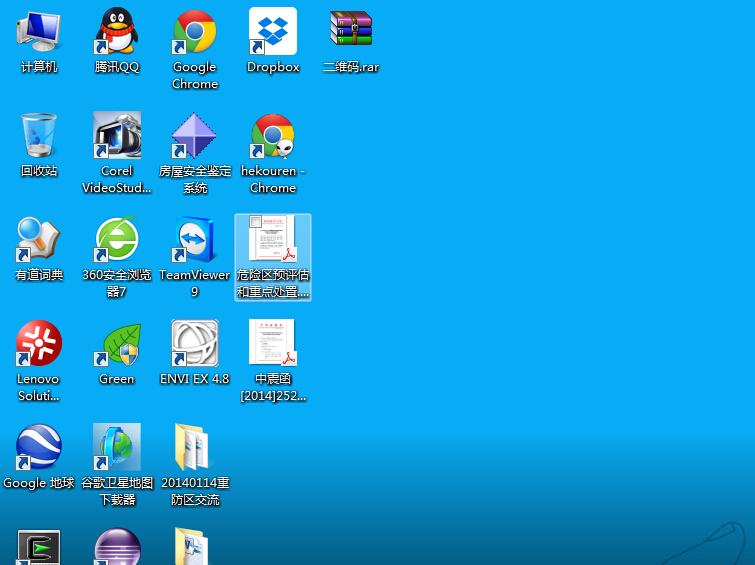 计算机
腾讯QQ
Google
Chrome
Dropbox
二维码.rar
回收站
Corel
VideoStud...
房屋安全鉴定
系统
hekouren -
Chrome
有道词典
360安全浏览
器7
TeamViewer
9
危险区预评估
和重点处置....
Lenovo
Soluti...
Green
ENVI EX 4.8
中震函
[2014]252...
Google 地球
谷歌卫星地图
下载器
20140114重
防区交流